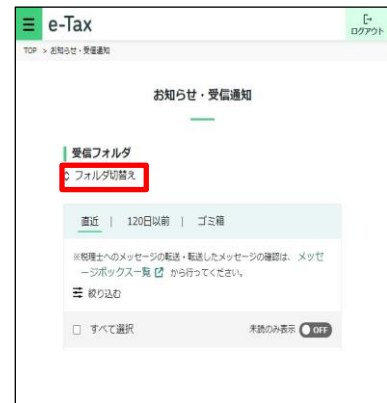 e-Tax
ログアウト
TOP > お知らせ・受信通知
お知らせ・受信通知
受信フォルダ
フォルダ切替え
直近 | 120日以前 | ゴミ箱
※税理士へのメッセージの転送・転送したメッセージの確認は、メッセ
ージボックス一覧 から行ってください。
絞り込む
すべて選択 未読のみ表示 OFF